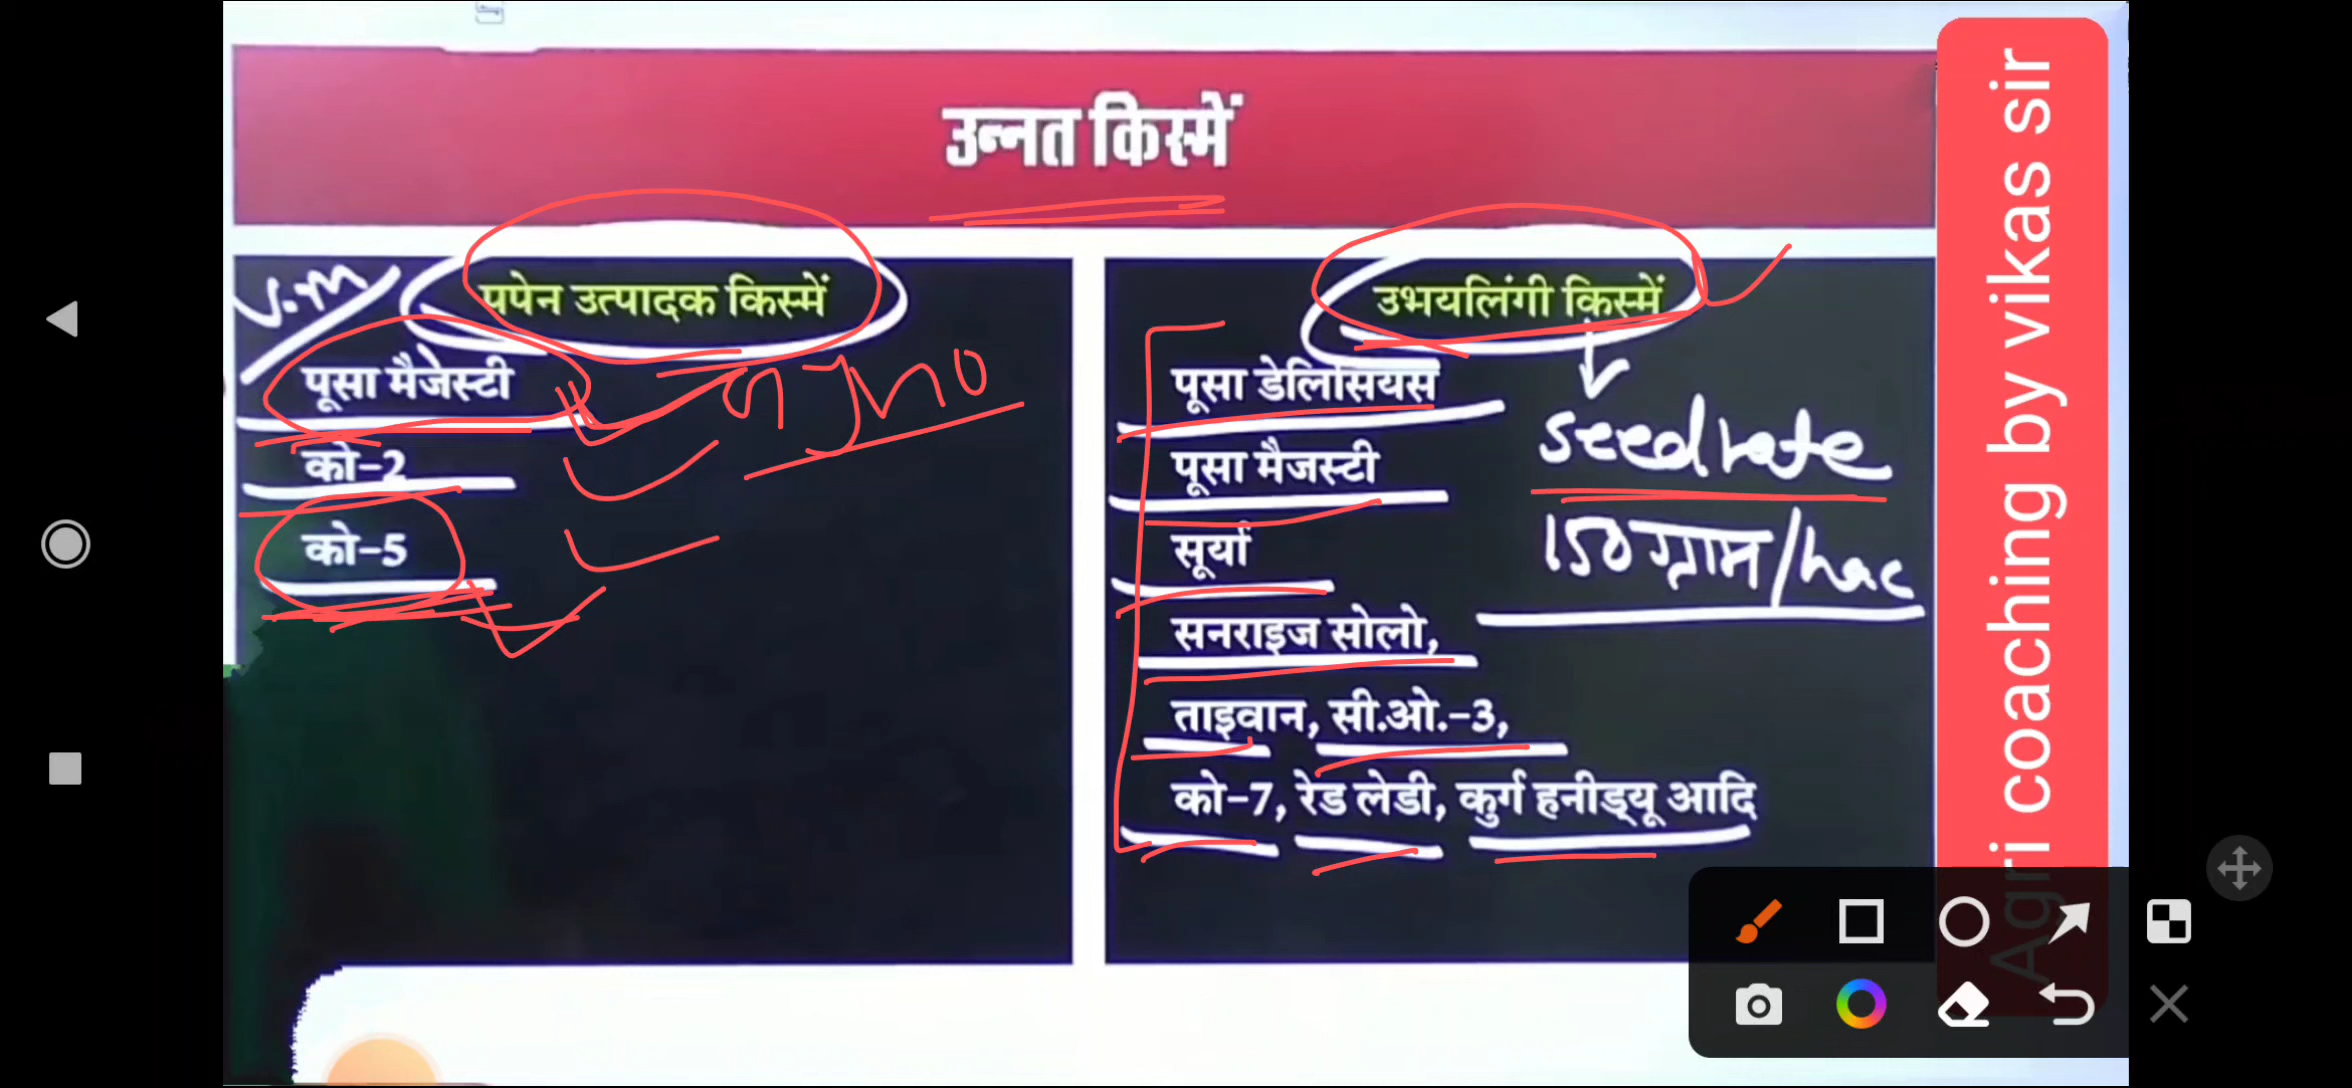 उन्नत किस्में
V.M
पपेन उत्पादक किस्में
पूसा मैजेस्टी
को-2
को-5
उभयलिंगी किस्में
पूसा डेलिसियस
पूसा मैजस्टी
सूर्या
सनराइज सोलो,
ताइवान, सी.ओ.-3,
को-7, रेड लेडी, कुर्ग हनीड्यू आदि
seed rate
150 ग्राम/hac
Agri coaching by vikas sir